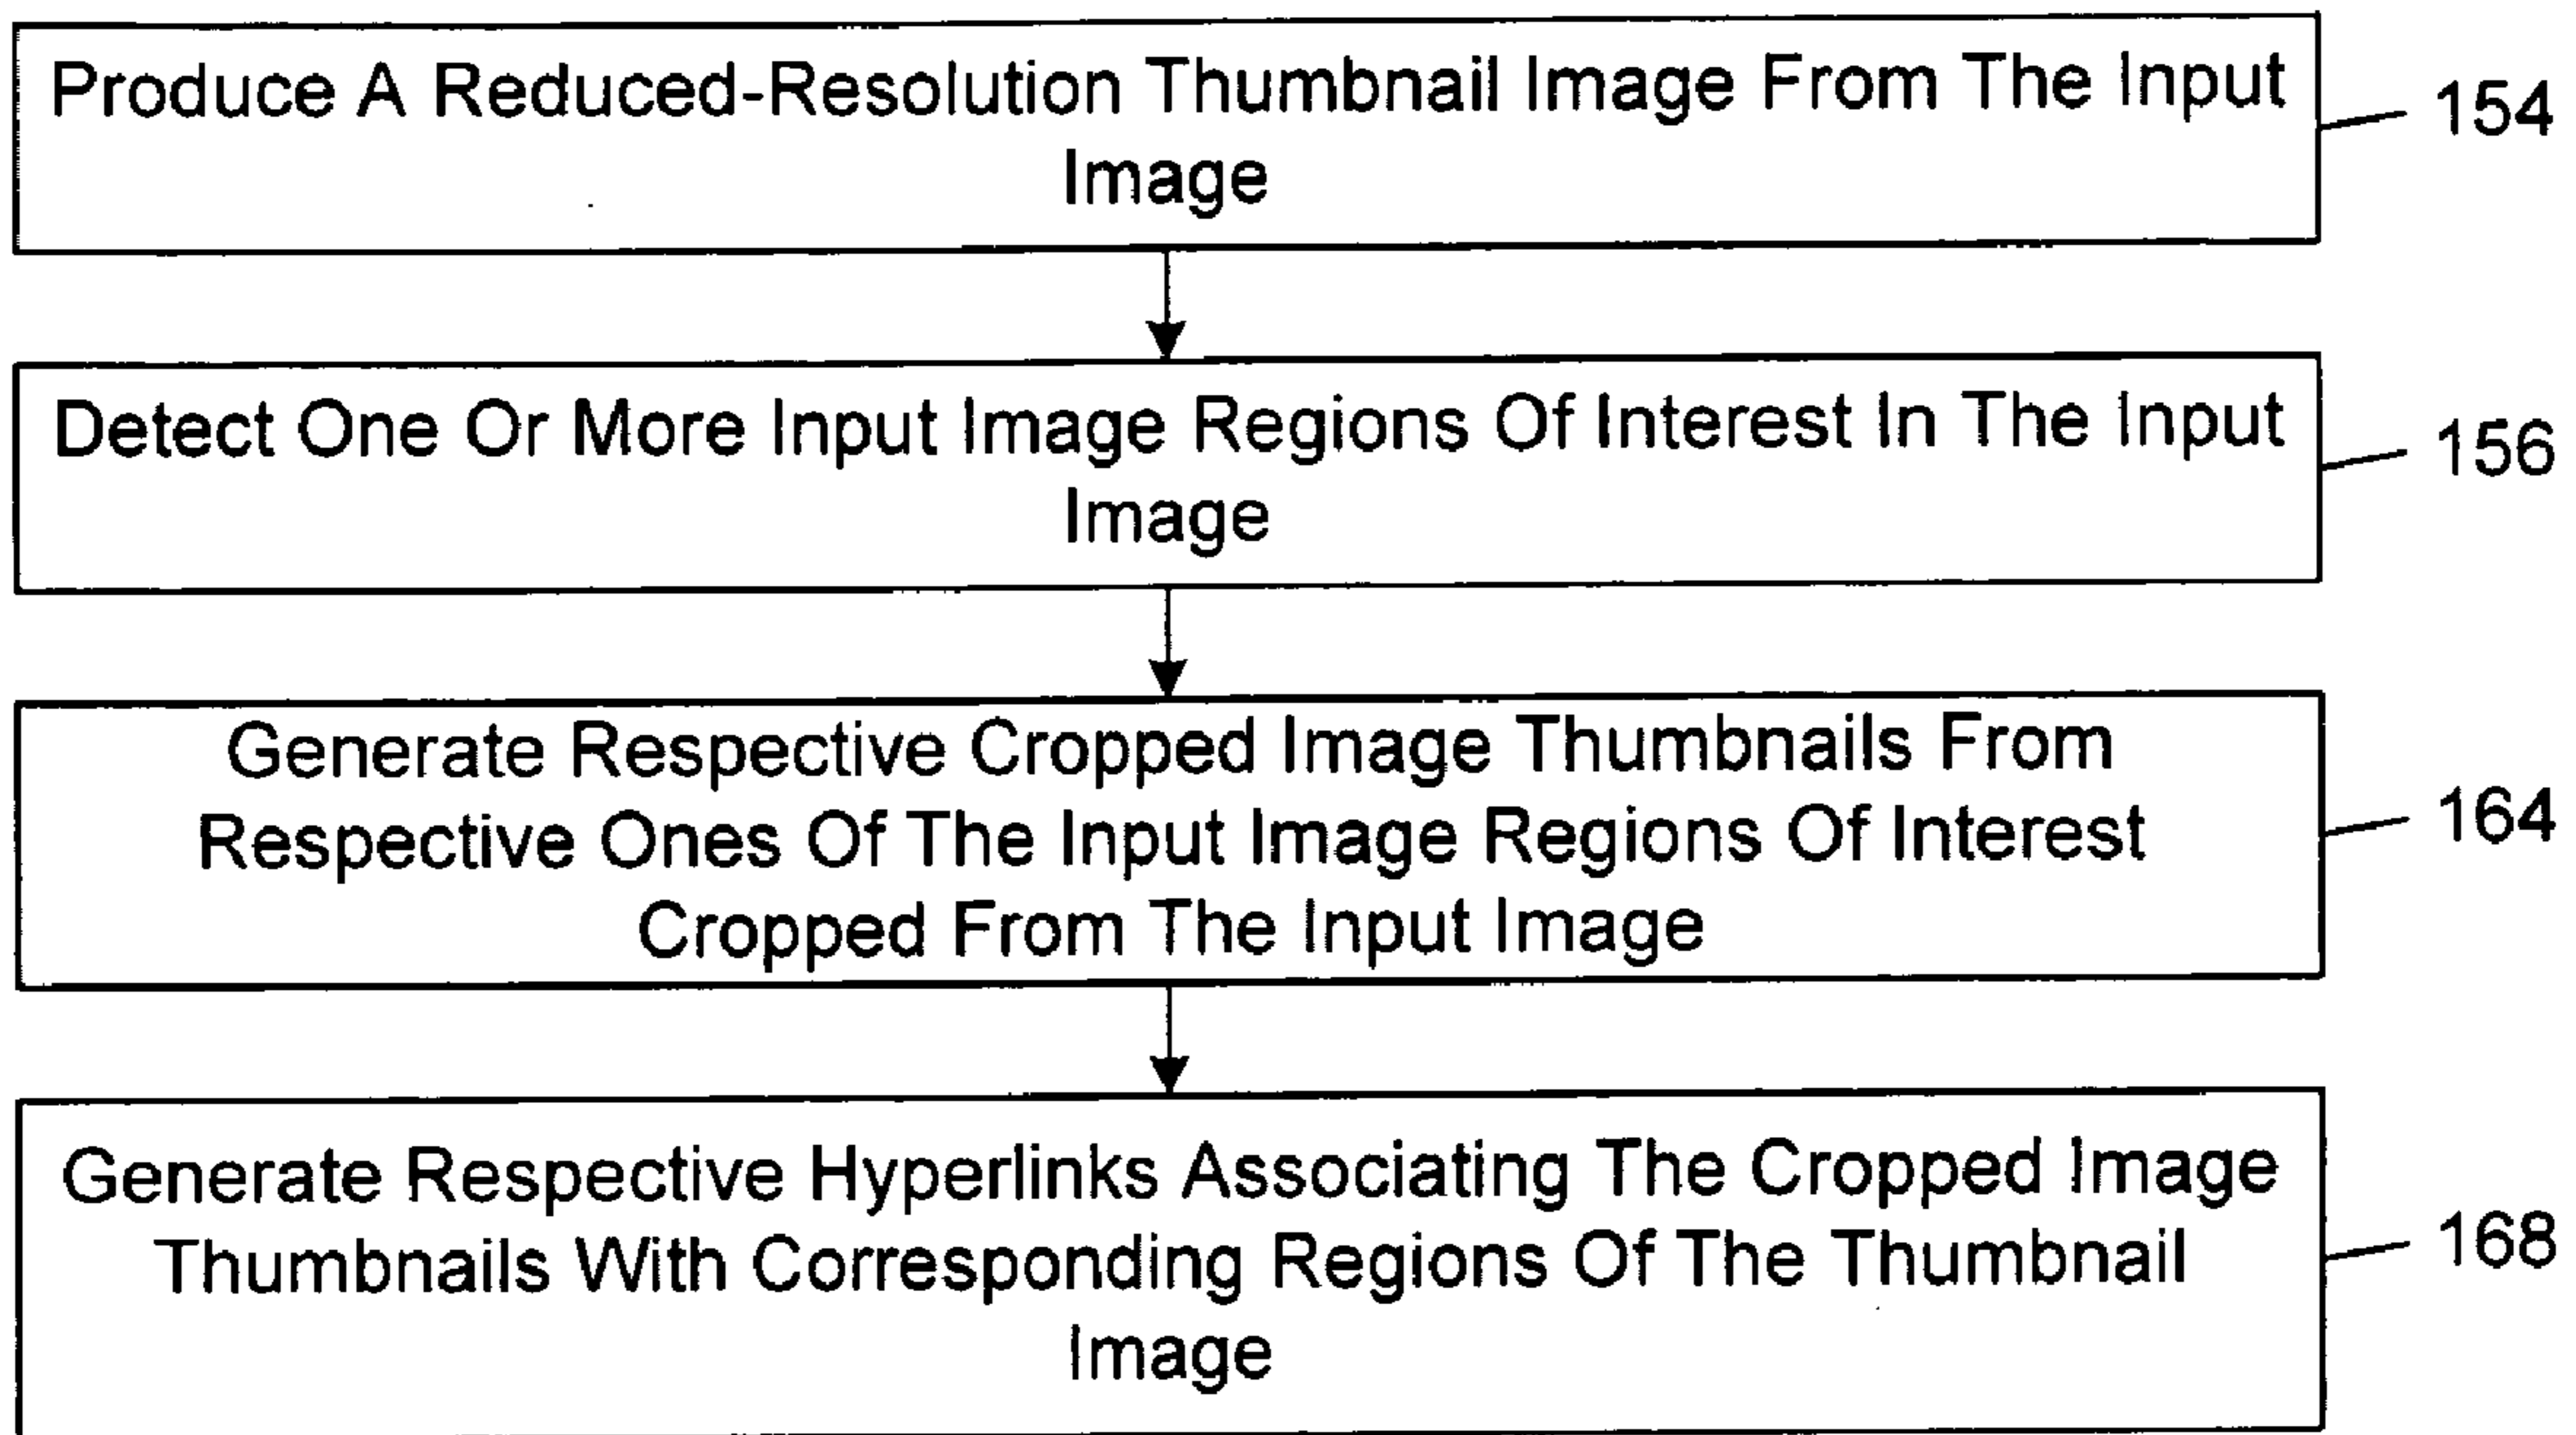 Produce A Reduced-Resolution Thumbnail Image From The Input
Image
154
Detect One Or More Input Image Regions Of Interest In The Input
Image
156
Generate Respective Cropped Image Thumbnails From
Respective Ones Of The Input Image Regions Of Interest
Cropped From The Input Image
164
Generate Respective Hyperlinks Associating The Cropped Image
Thumbnails With Corresponding Regions Of The Thumbnail
Image
168